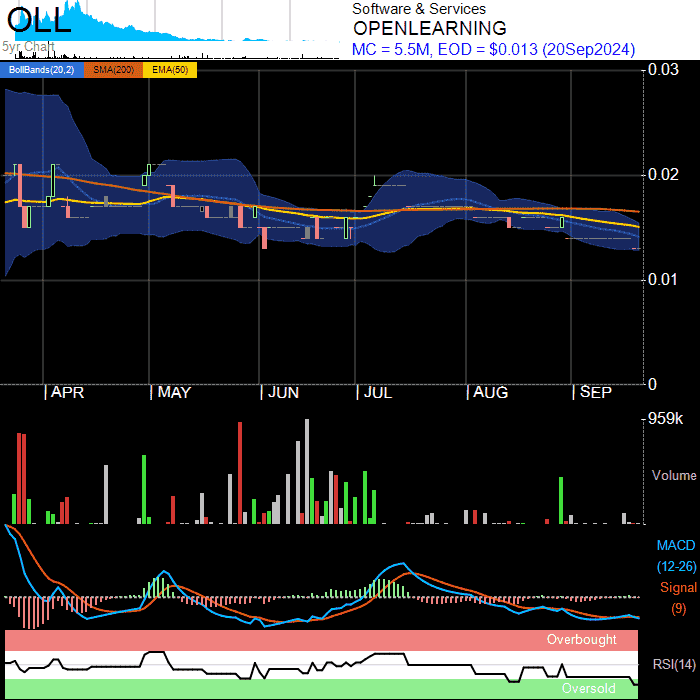 OLL
Software & Services
OPENLEARNING
5yr Chart
MC = 5.5M, EOD = $0.013 (20Sep2024)
BollBands(20,2) SMA(200) EMA(50)
0.03
0.02
0.01
0
APR MAY JUN JUL AUG SEP
959k
Volume
MACD
(12-26)
Signal
(9)
Overbought
RSI(14)
Oversold